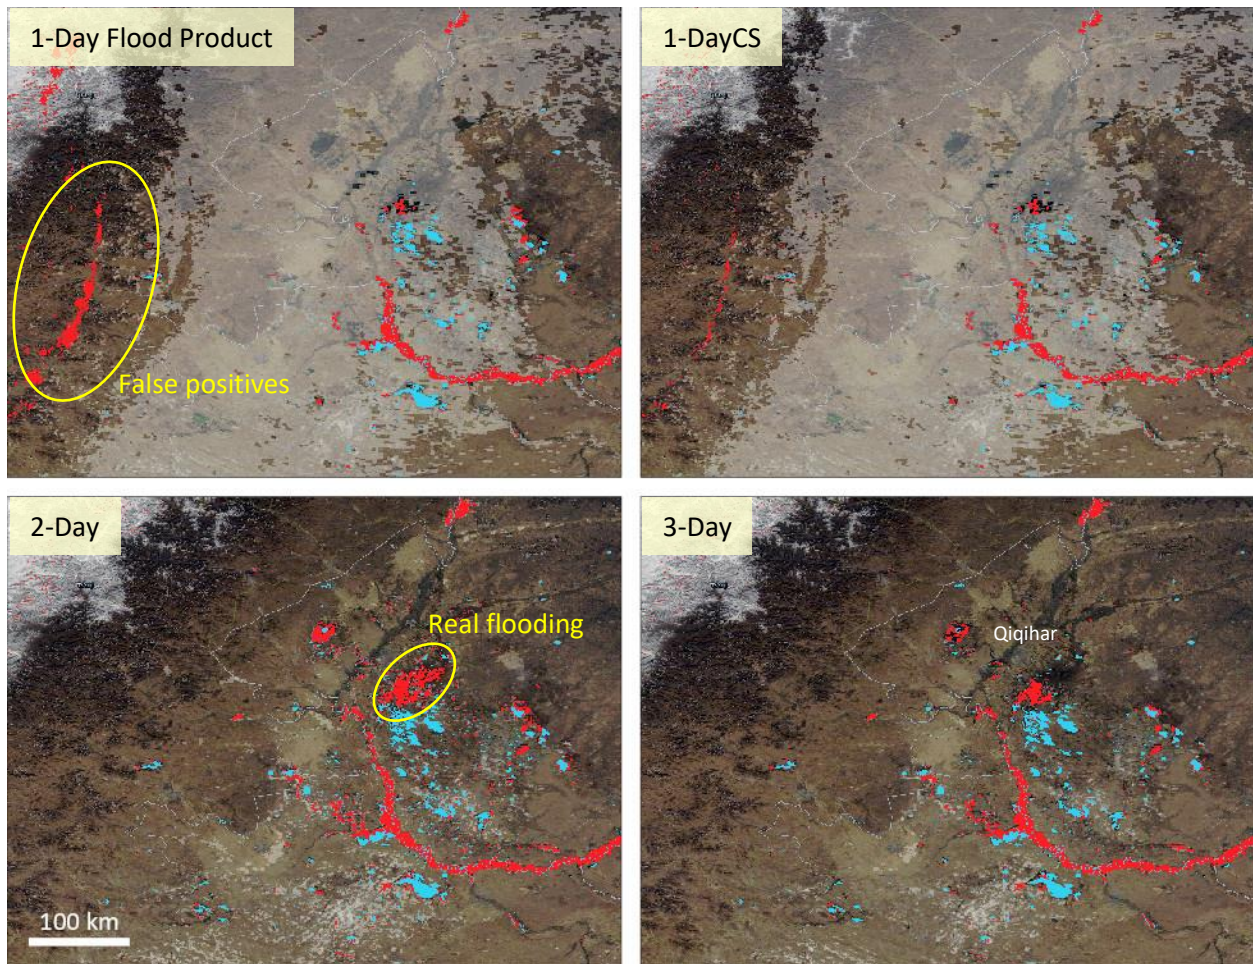 1-Day Flood Product
1-DayCS
False positives
2-Day
3-Day
Real flooding
Qiqihar
100 km